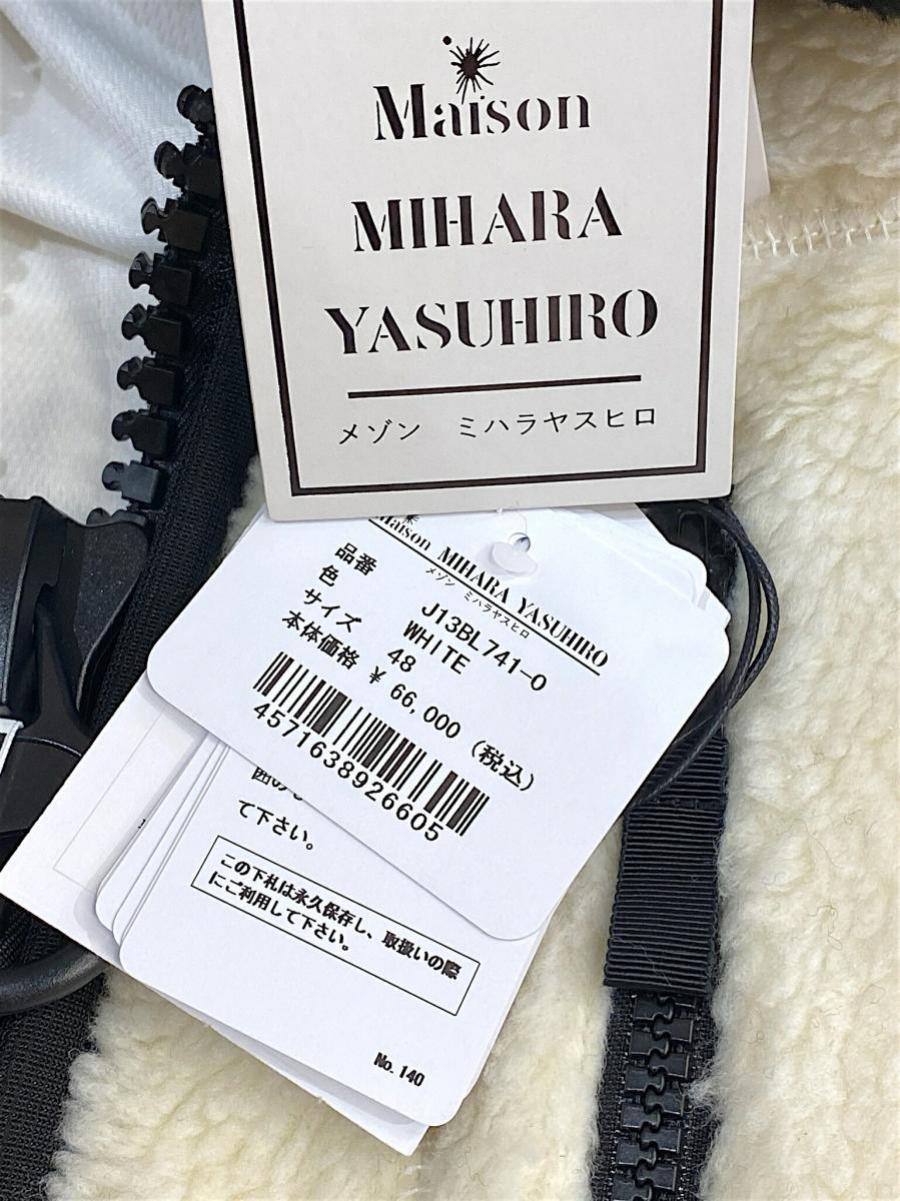 Maison
MIHARA
YASUHIRO
メゾン ミハラヤスヒロ
Maison MIHARA YASUHIRO
メゾン ミハラヤスヒロ
品番 J13BL741-0
色 WHITE
サイズ 48
本体価格 ¥ 66,000 (税込)
4571638926605
て下さい。
この下札は永久保存し、取扱いの際
にご利用して下さい。
No. 140